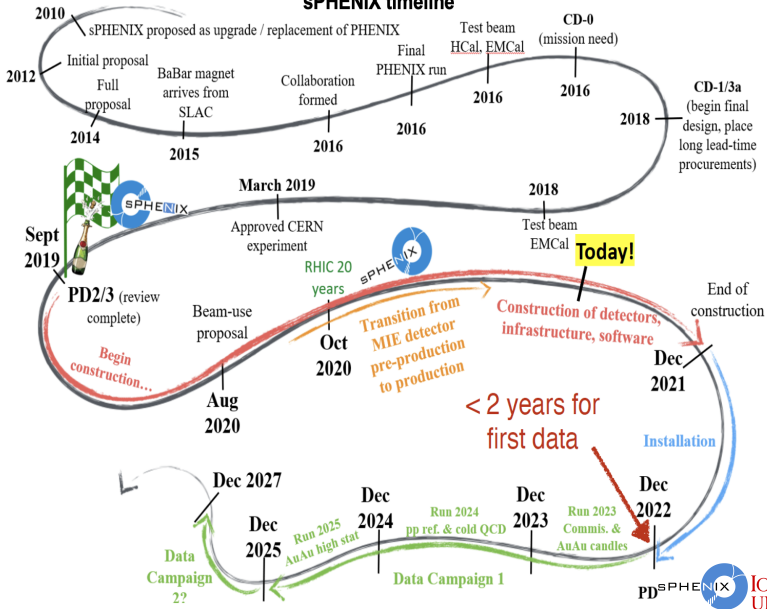 sPHENIX timeline
2010
sPHENIX proposed as upgrade / replacement of PHENIX
2012
Initial proposal
Full
proposal
2014
BaBar magnet
arrives from
SLAC
2015
Collaboration
formed
2016
Final
PHENIX run
2016
Test beam
HCal, EMCal
2016
CD-0
(mission need)
2016
CD-1/3a
(begin final
design, place
long lead-time
procurements)
2018
2018
Test beam
EMCal
March 2019
Approved CERN
experiment
sPHENIX
Sept
2019
PD2/3 (review
complete)
Begin
construction...
Beam-use
proposal
Aug
2020
RHIC 20
years
sPHENIX
Oct
2020
Transition from
MIE detector
pre-production
to production
Today!
Construction of detectors,
infrastructure, software
End of
construction
Dec
2021
< 2 years for
first data
Installation
Dec
2022
Run 2023
Commis. &
AuAu candles
Dec
2023
Run 2024
pp ref. & cold QCD
Dec
2024
Data Campaign 1
Run 2025
AuAu high stat
Dec
2025
Dec 2027
Data
Campaign
2?
PD
sPHENIX